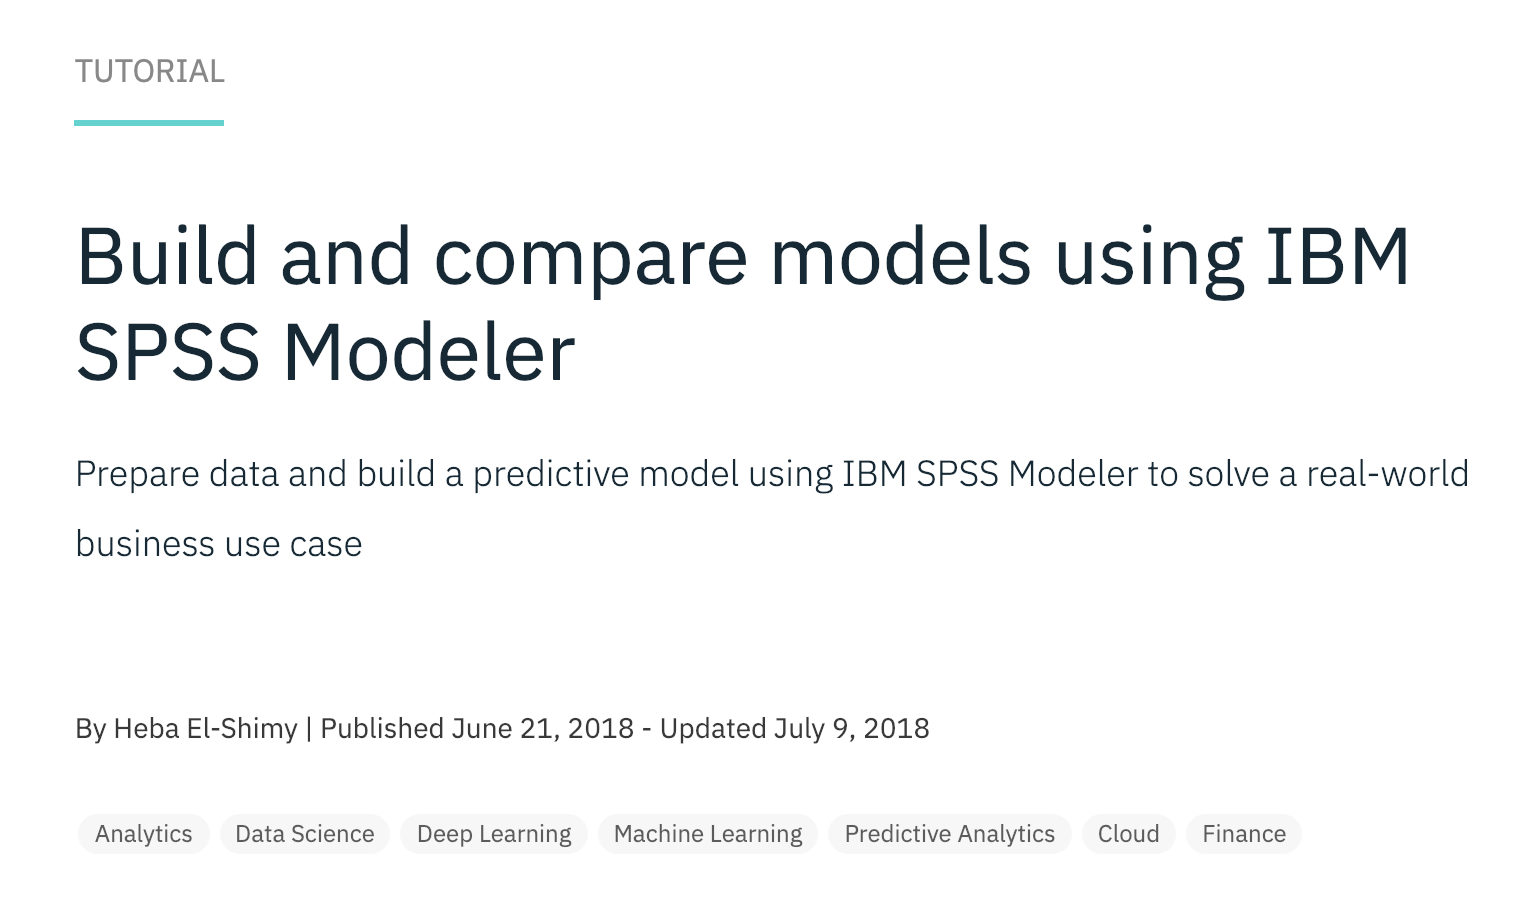 TUTORIAL
Build and compare models using IBM
SPSS Modeler
Prepare data and build a predictive model using IBM SPSS Modeler to solve a real-world
business use case
By Heba El-Shimy | Published June 21, 2018 - Updated July 9, 2018
Analytics Data Science Deep Learning Machine Learning Predictive Analytics Cloud Finance